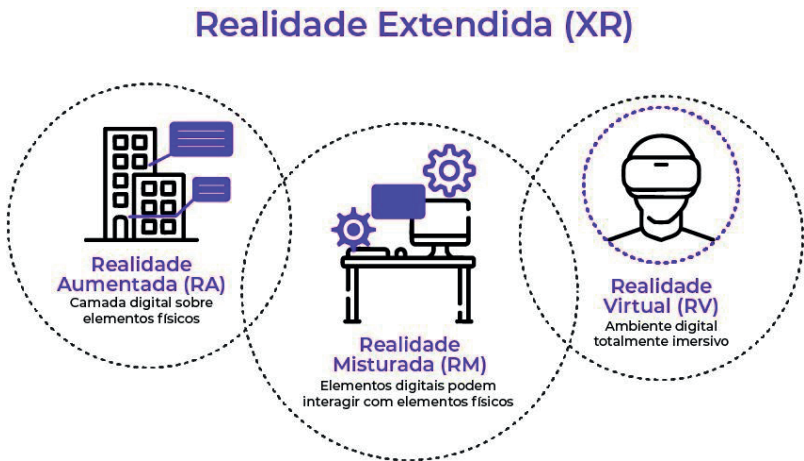 Realidade Extendida (XR)
Realidade
Aumentada (RA)
Camada digital sobre
elementos físicos
Realidade
Misturada (RM)
Elementos digitais podem
interagir com elementos físicos
Realidade
Virtual (RV)
Ambiente digital
totalmente imersivo